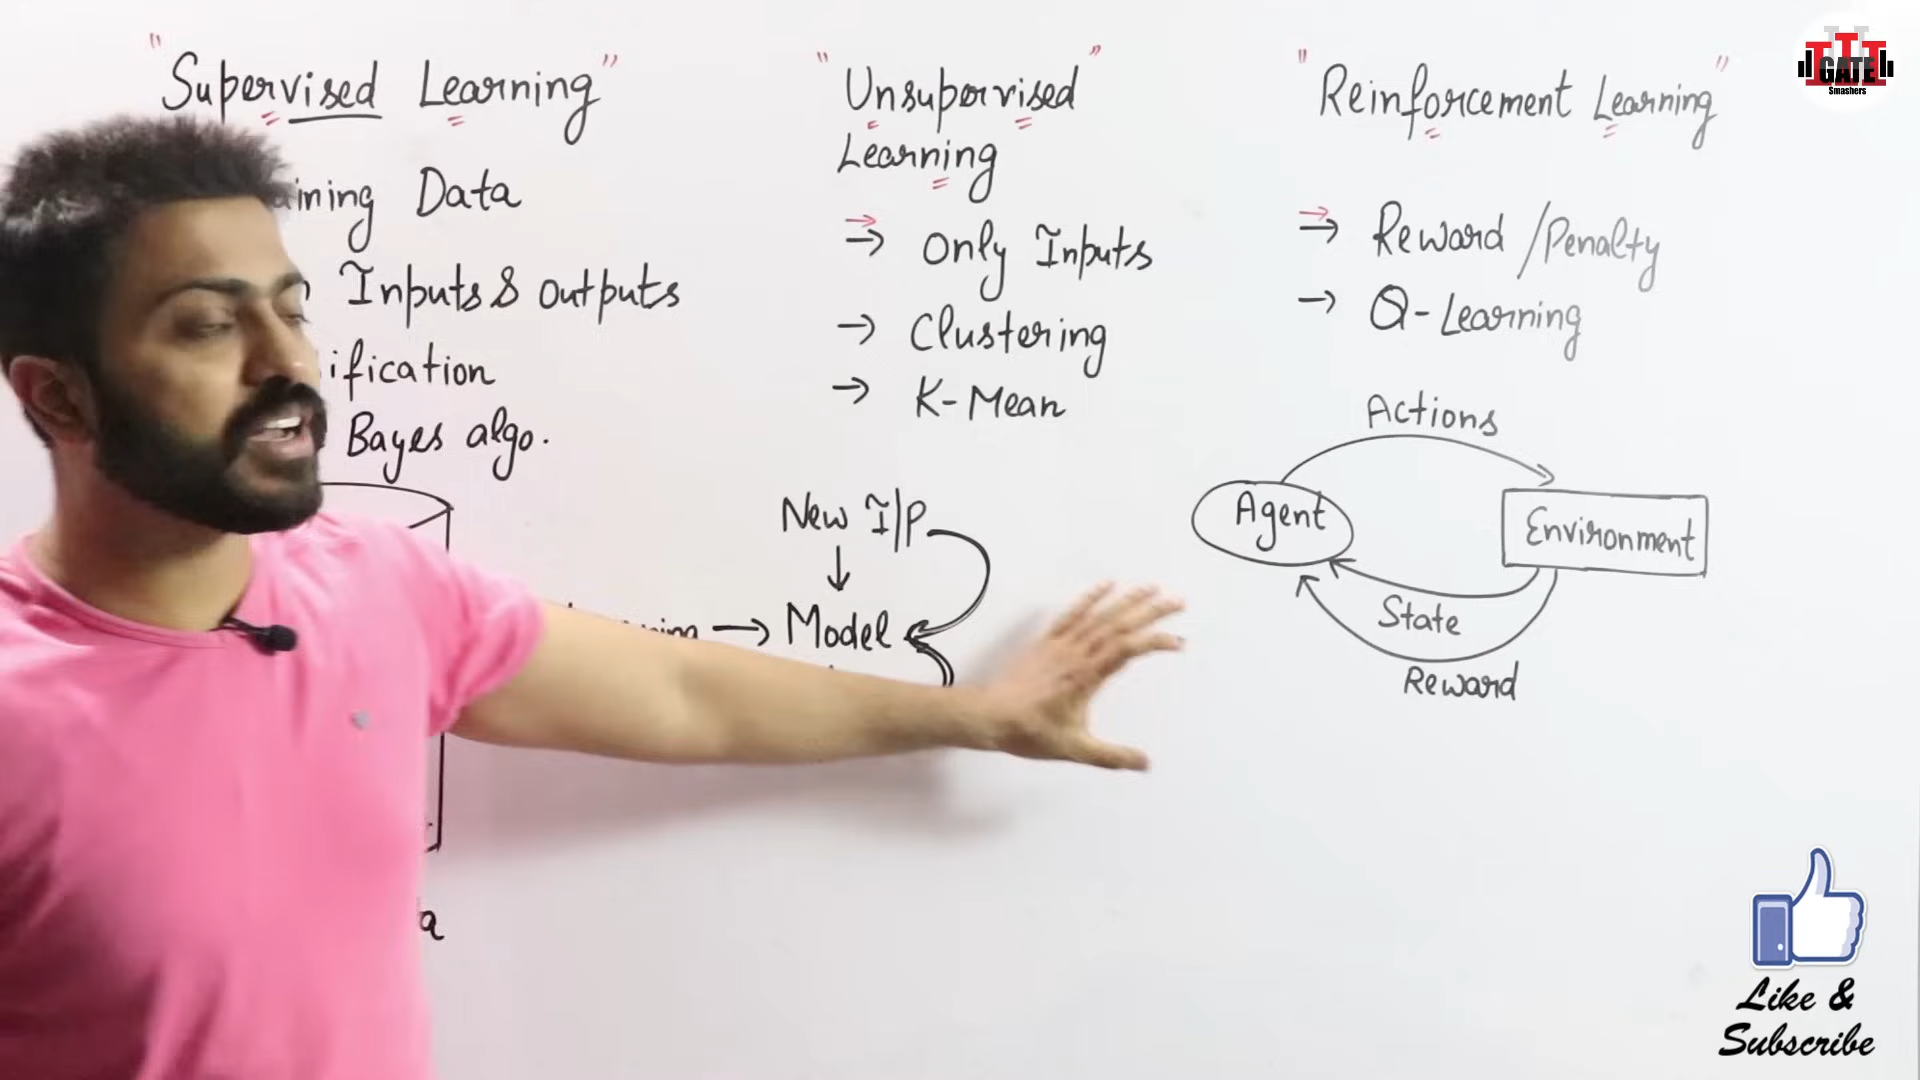 "Supervised Learning"
aining Data
Inputs & outputs
ification
Bayes algo.
a
"Unsupervised"
Learning
→ Only Inputs
→ Clustering
→ K-Mean
New I/P
→ Model
"Reinforcement Learning"
→ Reward/Penalty
→ Q-Learning
Actions
Agent
Environment
State
Reward
GATE
Smashers
Like &
Subscribe